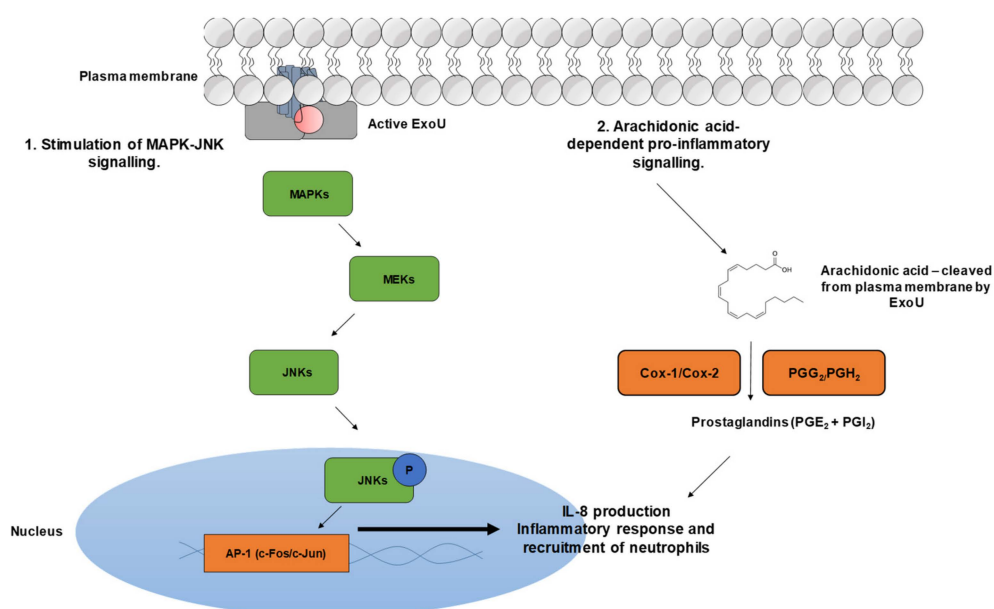 Plasma membrane
Active ExoU
1. Stimulation of MAPK-JNK
signalling.
MAPKs
MEKs
JNKs
JNKs
P
Nucleus
AP-1 (c-Fos/c-Jun)
2. Arachidonic acid-
dependent pro-inflammatory
signalling.
O
OH
Arachidonic acid – cleaved
from plasma membrane by
ExoU
Cox-1/Cox-2
PGG₂/PGH₂
Prostaglandins (PGE₂ + PGI₂)
IL-8 production
Inflammatory response and
recruitment of neutrophils